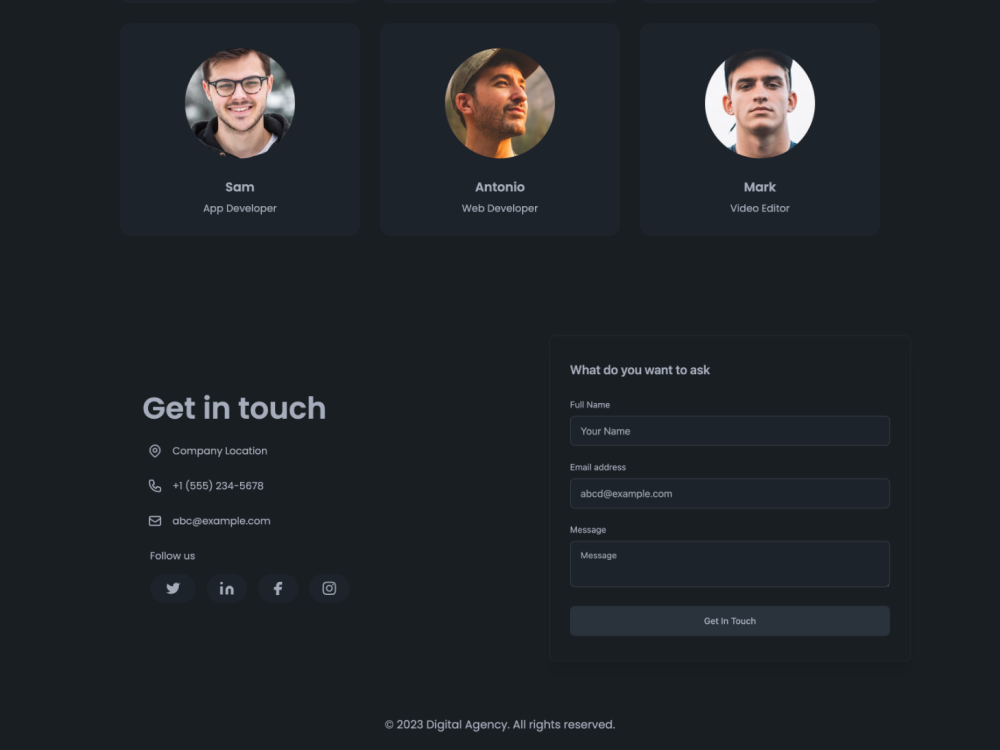 Sam
App Developer
Antonio
Web Developer
Mark
Video Editor
Get in touch
Company Location
+1 (555) 234-5678
abc@example.com
Follow us
What do you want to ask
Full Name
Your Name
Email address
abcd@example.com
Message
Message
Get In Touch
© 2023 Digital Agency. All rights reserved.